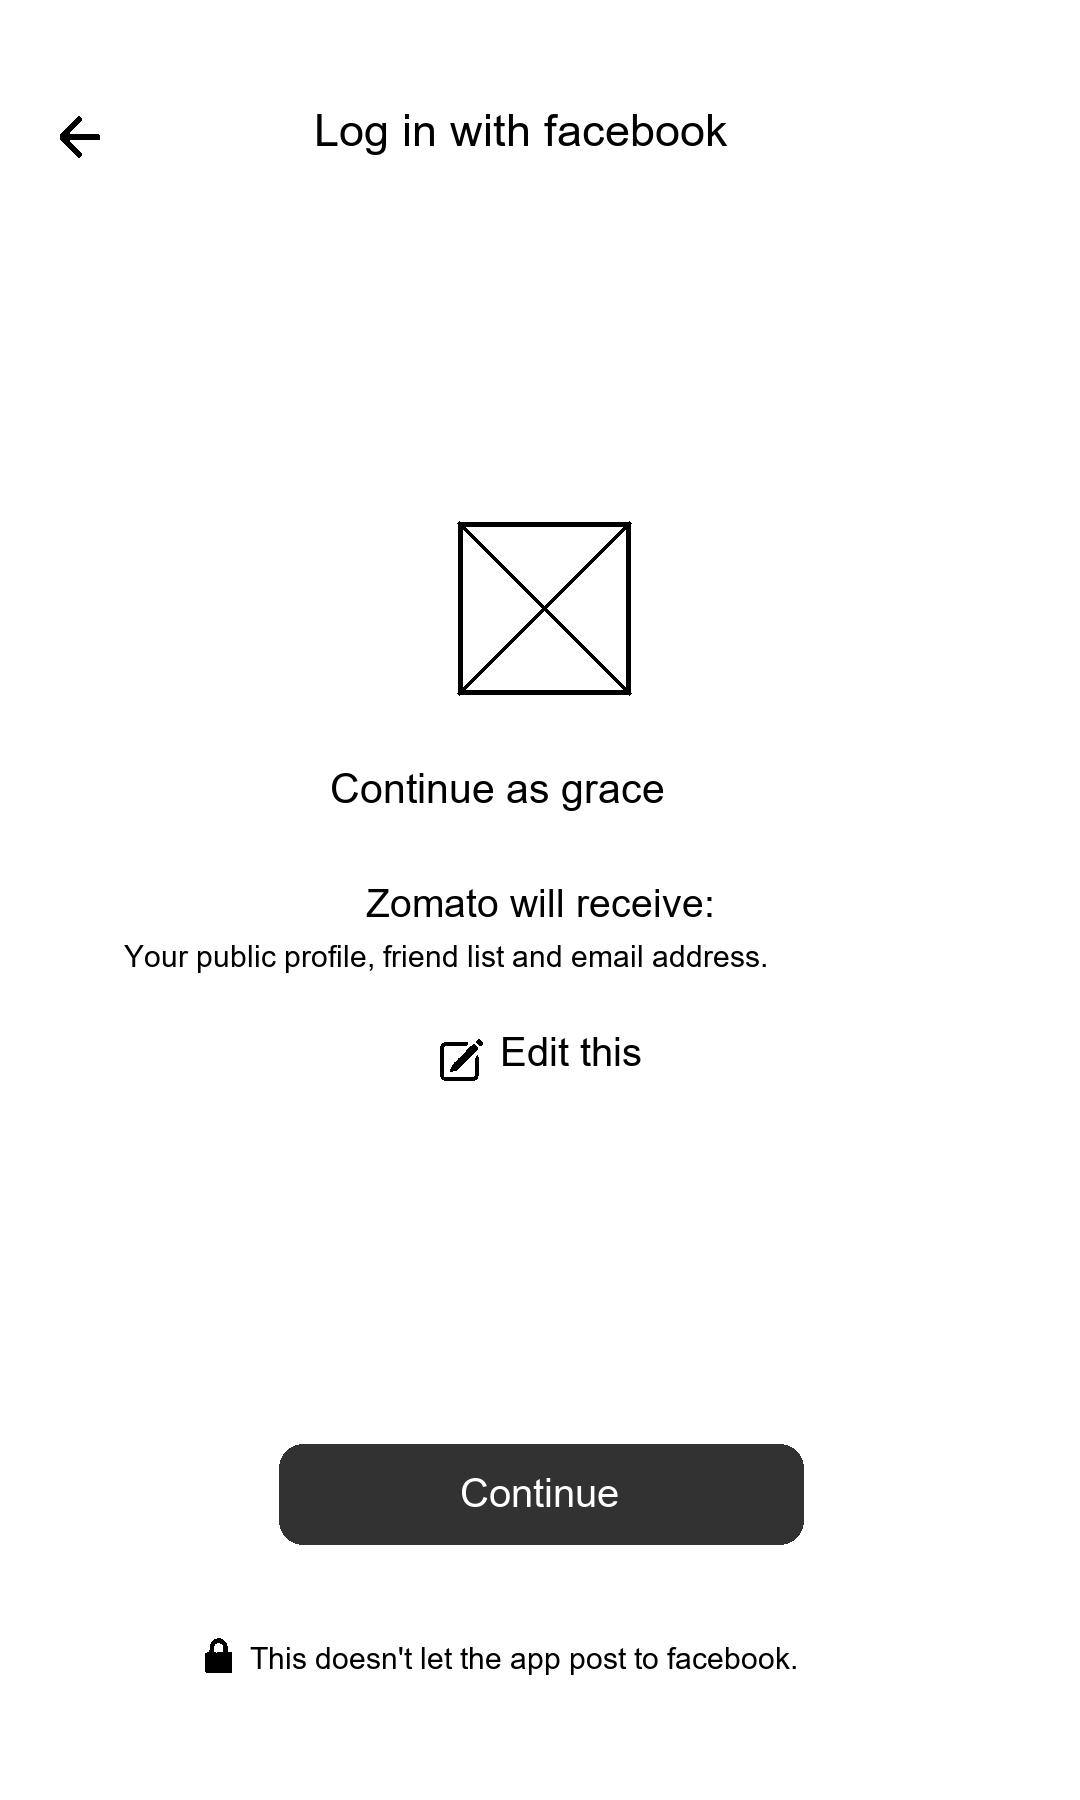 Log in with facebook
Continue as grace
Zomato will receive:
Your public profile, friend list and email address.
Edit this
Continue
This doesn't let the app post to facebook.